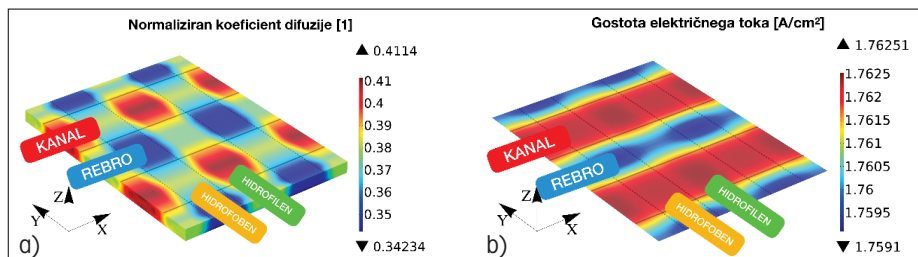 Normaliziran koeficient difuzije [1]
▲ 0.4114
0.41
0.4
0.39
0.38
0.37
0.36
0.35
▼ 0.34234
KANAL
REBRO
HIDROFOBEN
HIDROFILEN
Z
Y
X
a)
Gostota električnega toka [A/cm²]
▲ 1.76251
1.7625
1.762
1.7615
1.761
1.7605
1.76
1.7595
▼ 1.7591
KANAL
REBRO
HIDROFOBEN
HIDROFILEN
Z
Y
X
b)